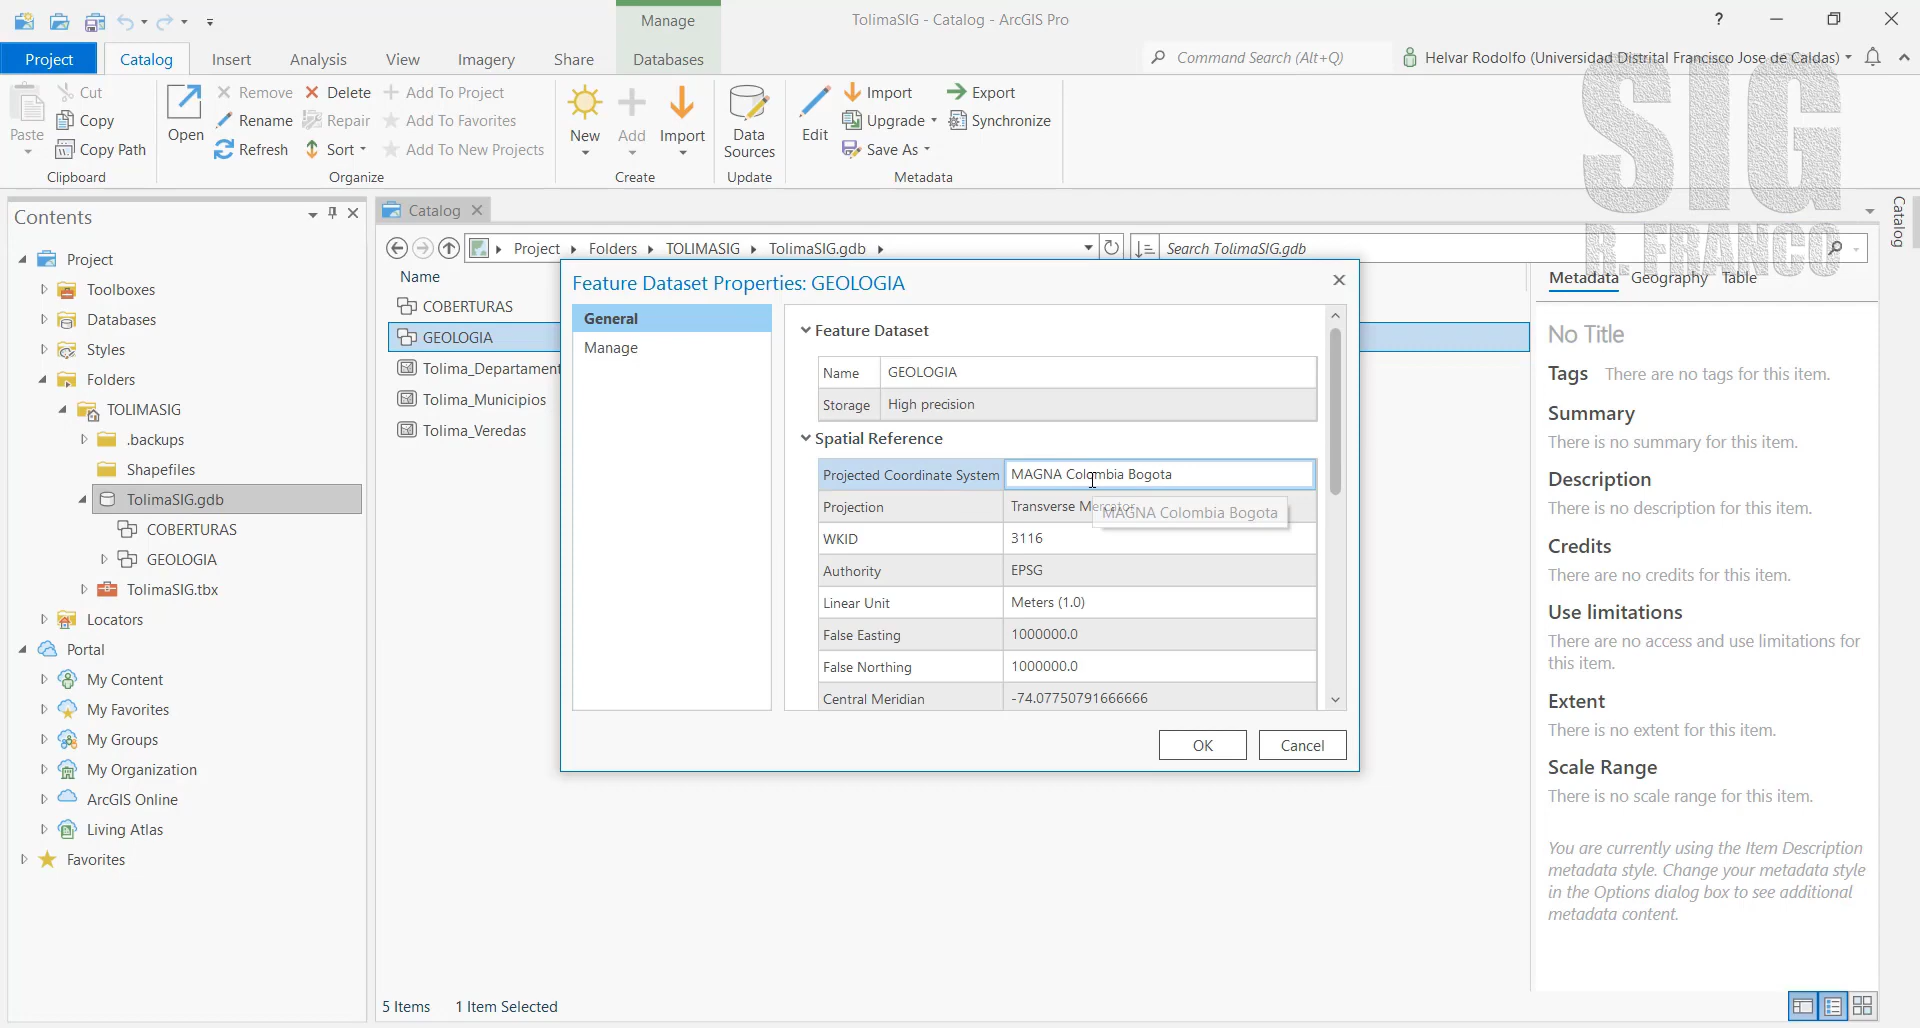 Manage
TolimaSIG - Catalog - ArcGIS Pro
?
Project
Catalog
Insert
Analysis
View
Imagery
Share
Databases
Command Search (Alt+Q)
Helvar Rodolfo (Universidad Distrital Francisco Jose de Caldas)
Paste
Cut
Copy
Copy Path
Clipboard
Open
Remove
Rename
Refresh
Delete
Repair
Sort
Add To Project
Add To Favorites
Add To New Projects
Organize
New
Add
Import
Create
Data
Sources
Update
Edit
Import
Upgrade
Save As
Export
Synchronize
Metadata
SIG
R. FRANCO
Contents
Project
Toolboxes
Databases
Styles
Folders
TOLIMASIG
.backups
Shapefiles
TolimaSIG.gdb
COBERTURAS
GEOLOGIA
TolimaSIG.tbx
Locators
Portal
My Content
My Favorites
My Groups
My Organization
ArcGIS Online
Living Atlas
Favorites
Catalog
Project
Folders
TOLIMASIG
TolimaSIG.gdb
Search TolimaSIG.gdb
Catalog
Name
COBERTURAS
GEOLOGIA
Tolima_Departament
Tolima_Municipios
Tolima_Veredas
Feature Dataset Properties: GEOLOGIA
General
Manage
Feature Dataset
Name GEOLOGIA
Storage High precision
Spatial Reference
Projected Coordinate System MAGNA Colombia Bogota
Projection Transverse Mercator
MAGNA Colombia Bogota
WKID 3116
Authority EPSG
Linear Unit Meters (1.0)
False Easting 1000000.0
False Northing 1000000.0
Central Meridian -74.07750791666666
OK
Cancel
Metadata Geography Table
No Title
Tags There are no tags for this item.
Summary
There is no summary for this item.
Description
There is no description for this item.
Credits
There are no credits for this item.
Use limitations
There are no access and use limitations for
this item.
Extent
There is no extent for this item.
Scale Range
There is no scale range for this item.
You are currently using the Item Description
metadata style. Change your metadata style
in the Options dialog box to see additional
metadata content.
5 Items 1 Item Selected